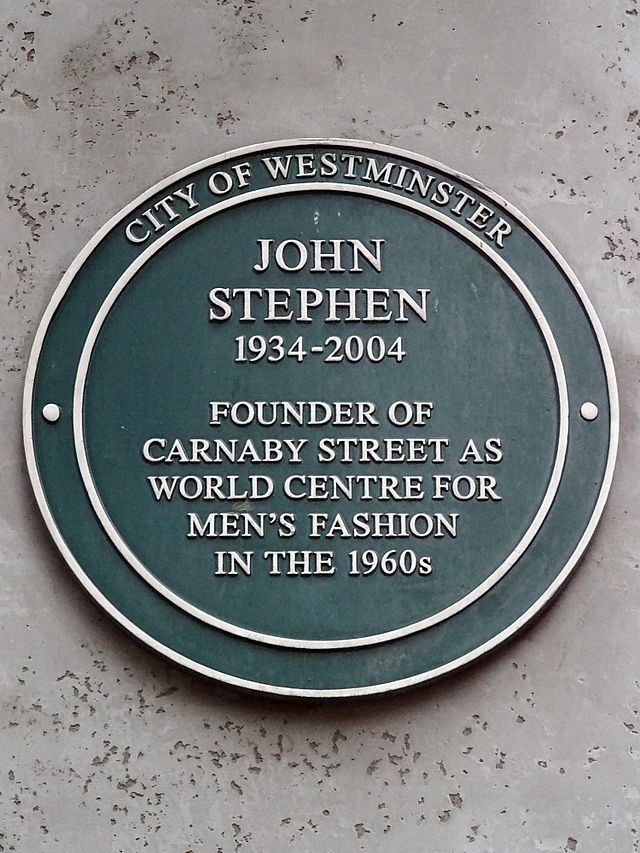 CITY OF WESTMINSTER
JOHN
STEPHEN
1934-2004
FOUNDER OF
CARNABY STREET AS
WORLD CENTRE FOR
MEN'S FASHION
IN THE 1960s